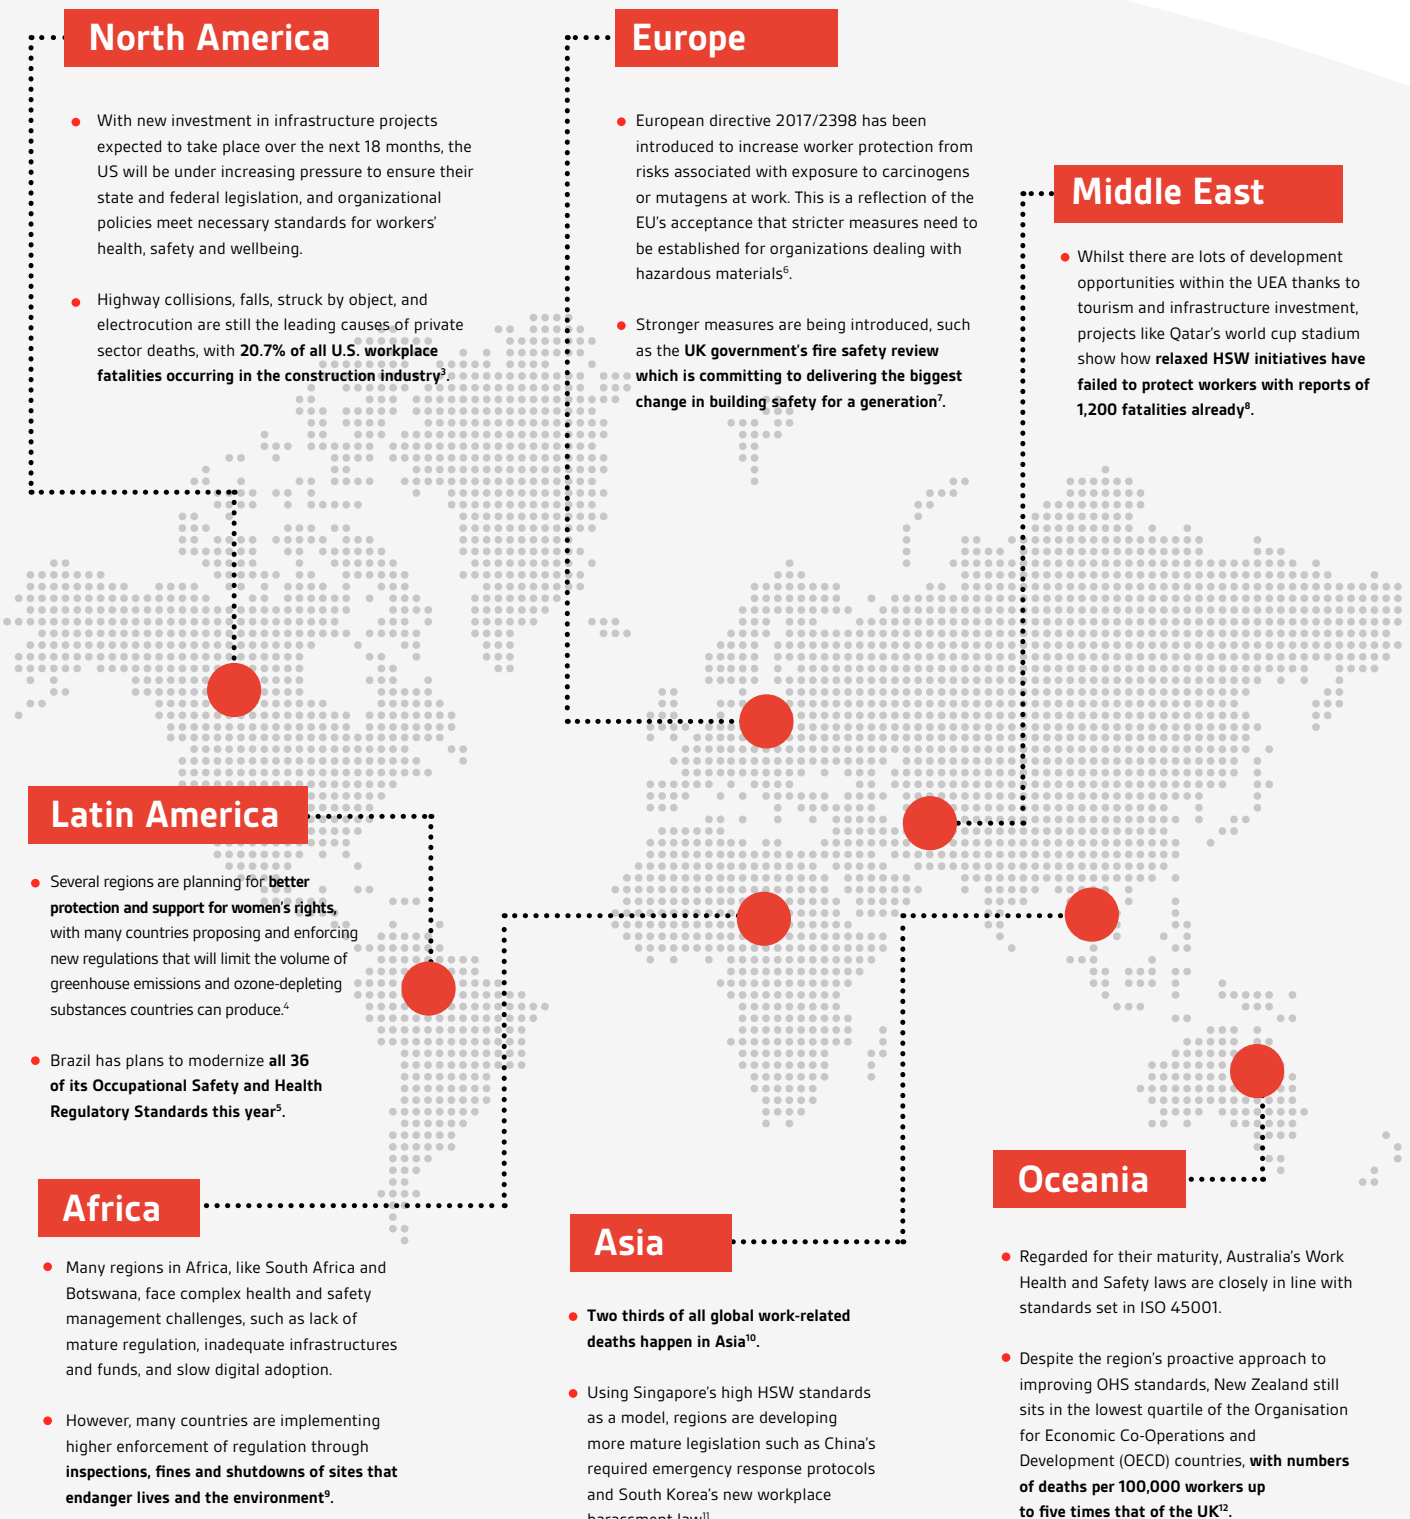 North America
With new investment in infrastructure projects
expected to take place over the next 18 months, the
US will be under increasing pressure to ensure their
state and federal legislation, and organizational
policies meet necessary standards for workers'
health, safety and wellbeing.
Highway collisions, falls, struck by object, and
electrocution are still the leading causes of private
sector deaths, with 20.7% of all U.S. workplace
fatalities occurring in the construction industry³.
Europe
European directive 2017/2398 has been
introduced to increase worker protection from
risks associated with exposure to carcinogens
or mutagens at work. This is a reflection of the
EU's acceptance that stricter measures need to
be established for organizations dealing with
hazardous materials⁶.
Stronger measures are being introduced, such
as the UK government's fire safety review
which is committing to delivering the biggest
change in building safety for a generation⁷.
Middle East
Whilst there are lots of development
opportunities within the UEA thanks to
tourism and infrastructure investment,
projects like Qatar's world cup stadium
show how relaxed HSW initiatives have
failed to protect workers with reports of
1,200 fatalities already⁸.
Latin America
Several regions are planning for better
protection and support for women's rights,
with many countries proposing and enforcing
new regulations that will limit the volume of
greenhouse emissions and ozone-depleting
substances countries can produce.⁴
Brazil has plans to modernize all 36
of its Occupational Safety and Health
Regulatory Standards this year⁵.
Africa
Many regions in Africa, like South Africa and
Botswana, face complex health and safety
management challenges, such as lack of
mature regulation, inadequate infrastructures
and funds, and slow digital adoption.
However, many countries are implementing
higher enforcement of regulation through
inspections, fines and shutdowns of sites that
endanger lives and the environment⁹.
Asia
Two thirds of all global work-related
deaths happen in Asia¹⁰.
Using Singapore's high HSW standards
as a model, regions are developing
more mature legislation such as China's
required emergency response protocols
and South Korea's new workplace
harassment law¹¹
Oceania
Regarded for their maturity, Australia's Work
Health and Safety laws are closely in line with
standards set in ISO 45001.
Despite the region's proactive approach to
improving OHS standards, New Zealand still
sits in the lowest quartile of the Organisation
for Economic Co-Operations and
Development (OECD) countries, with numbers
of deaths per 100,000 workers up
to five times that of the UK¹².